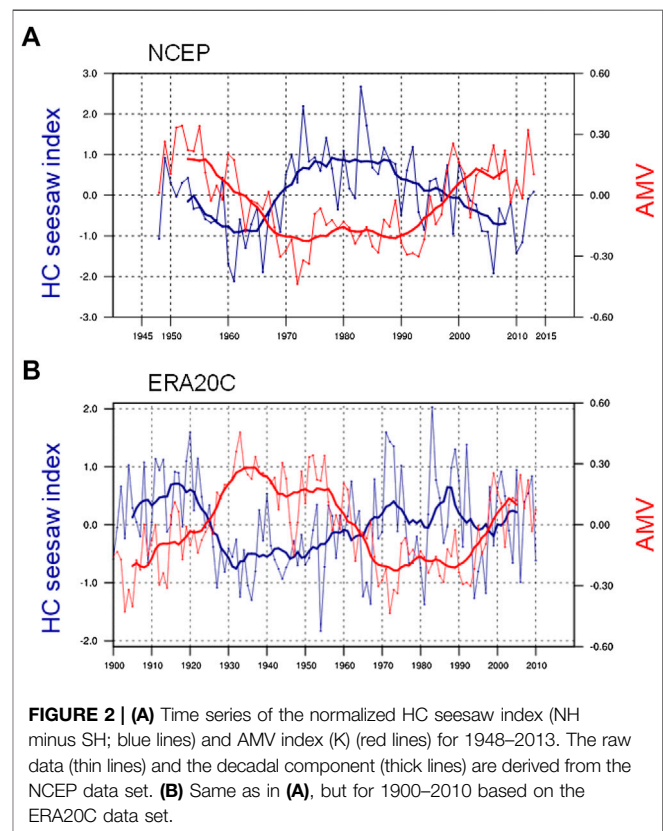 A
NCEP
3.0
2.0
1.0
0.0
-1.0
-2.0
-3.0
HC seesaw index
0.60
0.30
0.00
-0.30
-0.60
AMV
1945 1950 1960 1970 1980 1990 2000 2010 2015
B
ERA20C
2.0
1.0
0.0
-1.0
-2.0
HC seesaw index
0.60
0.30
0.00
-0.30
-0.60
AMV
1900 1910 1920 1930 1940 1950 1960 1970 1980 1990 2000 2010
FIGURE 2 | (A) Time series of the normalized HC seesaw index (NH
minus SH; blue lines) and AMV index (K) (red lines) for 1948–2013. The raw
data (thin lines) and the decadal component (thick lines) are derived from the
NCEP data set. (B) Same as in (A), but for 1900–2010 based on the
ERA20C data set.